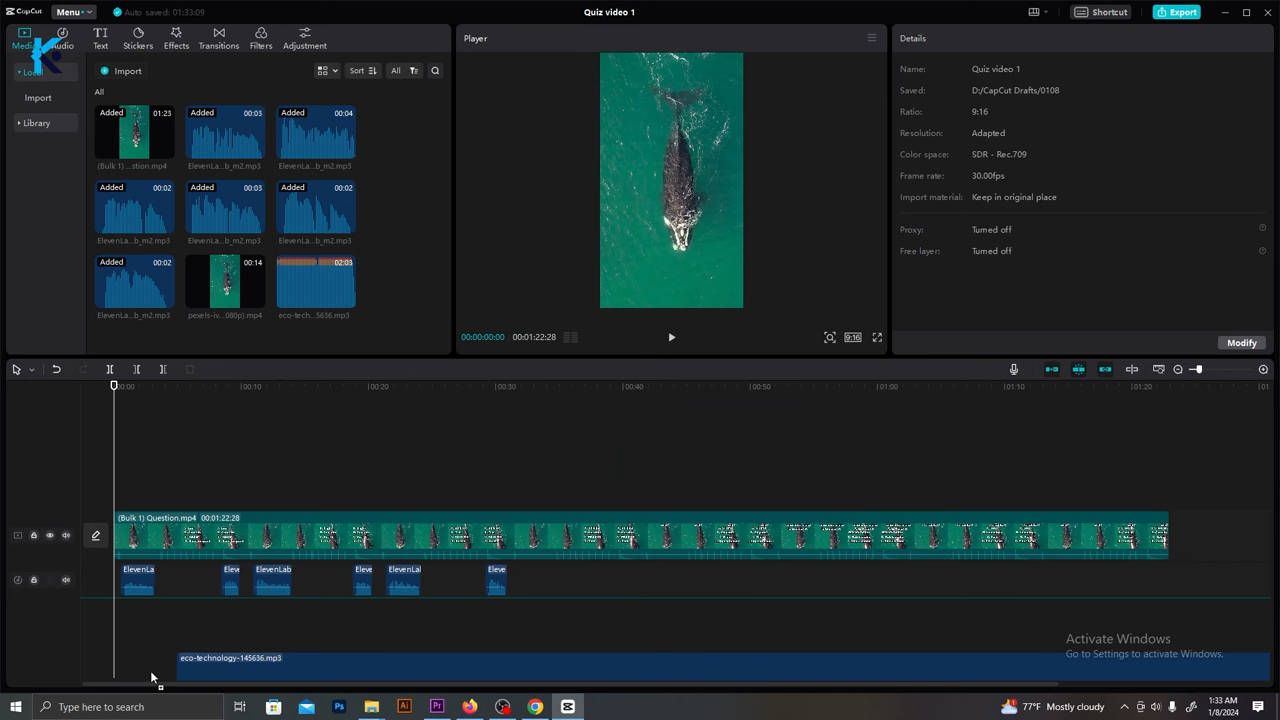 CapCut Menu Auto saved: 01:33:09 Quiz video 1 Shortcut Export
Media Audio Text Stickers Effects Transitions Filters Adjustment
Player
Details
Local
Import
Library
Import Sort All
All
Added 01:23 Added 00:03 Added 00:04
(Bulk 1) ...stion.mp4 ElevenLa...b_m2.mp3 ElevenLa...b_m2.mp3
Added 00:02 Added 00:03 Added 00:02
ElevenLa...b_m2.mp3 ElevenLa...b_m2.mp3 ElevenLa...b_m2.mp3
Added 00:02 00:14 02:03
ElevenLa...b_m2.mp3 pexels-iv...080p).mp4 eco-tech...5636.mp3
00:00:00:00 00:01:22:28 9:16
Name: Quiz video 1
Saved: D:/CapCut Drafts/0108
Ratio: 9:16
Resolution: Adapted
Color space: SDR - Rec.709
Frame rate: 30.00fps
Import material: Keep in original place
Proxy: Turned off
Free layer: Turned off
Modify
00:00 00:10 00:20 00:30 00:40 00:50 01:00 01:10 01:20 01
(Bulk 1) Question.mp4 00:01:22:28
ElevenLa Eleve ElevenLab Eleve ElevenLal Eleve
eco-technology-145636.mp3
Activate Windows
Go to Settings to activate Windows.
Type here to search
77°F Mostly cloudy
1:33 AM
1/8/2024